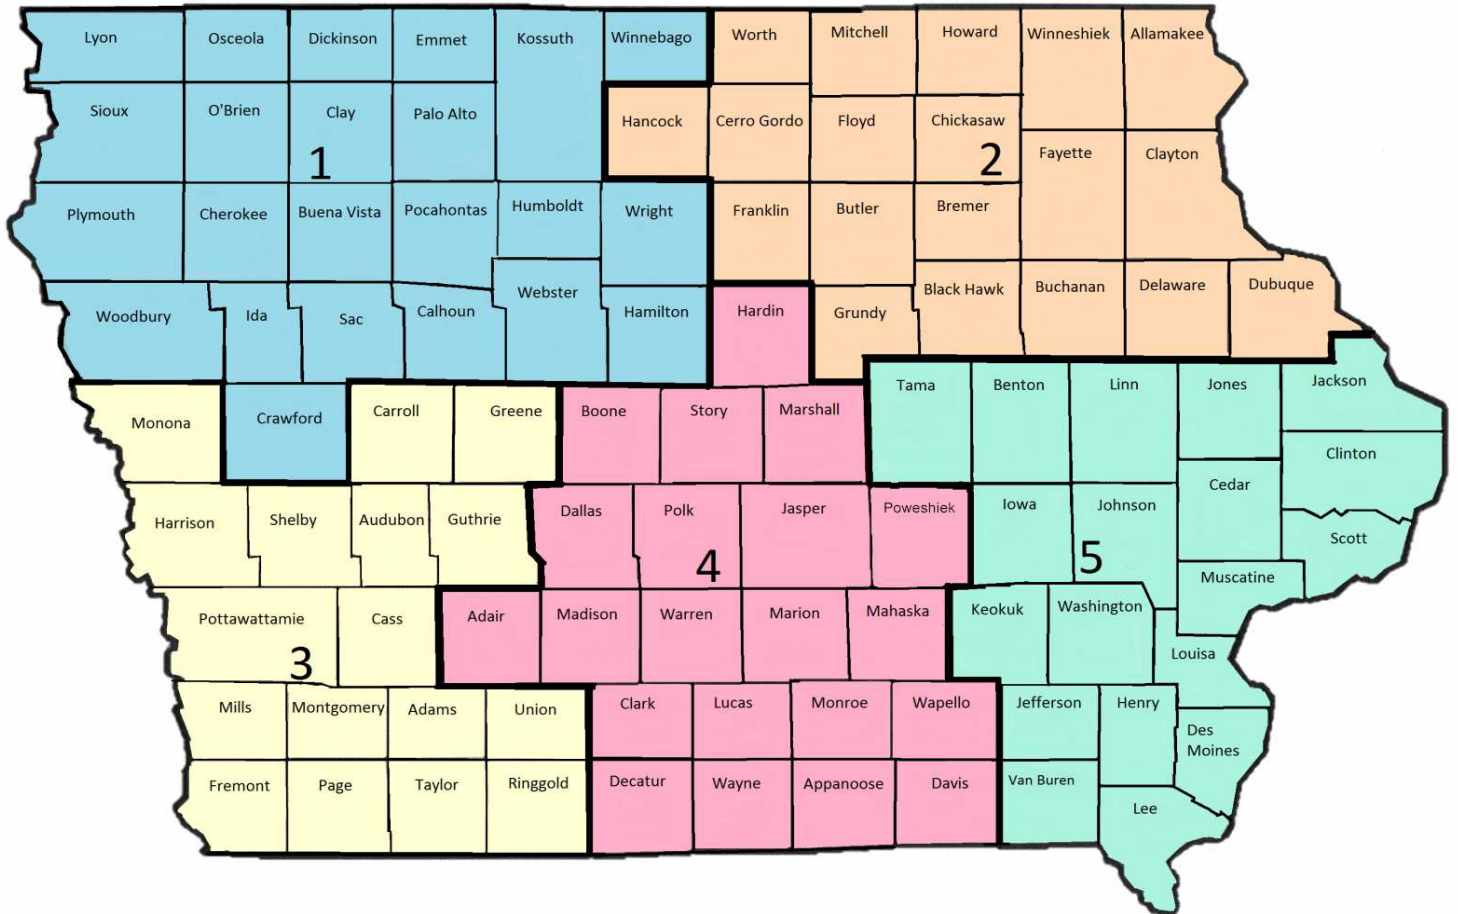 Lyon
Osceola
Dickinson
Emmet
Kossuth
Winnebago
Worth
Mitchell
Howard
Winneshiek
Allamakee
Sioux
O'Brien
Clay
Palo Alto
Hancock
Cerro Gordo
Floyd
Chickasaw
1
2
Fayette
Clayton
Plymouth
Cherokee
Buena Vista
Pocahontas
Humboldt
Wright
Franklin
Butler
Bremer
Woodbury
Ida
Sac
Calhoun
Webster
Hamilton
Hardin
Grundy
Black Hawk
Buchanan
Delaware
Dubuque
Monona
Crawford
Carroll
Greene
Boone
Story
Marshall
Tama
Benton
Linn
Jones
Jackson
Clinton
Harrison
Shelby
Audubon
Guthrie
Dallas
Polk
Jasper
Poweshiek
Iowa
Johnson
Cedar
Scott
4
5
Muscatine
Pottawattamie
Cass
Adair
Madison
Warren
Marion
Mahaska
Keokuk
Washington
Louisa
3
Mills
Montgomery
Adams
Union
Clark
Lucas
Monroe
Wapello
Jefferson
Henry
Des
Moines
Fremont
Page
Taylor
Ringgold
Decatur
Wayne
Appanoose
Davis
Van Buren
Lee